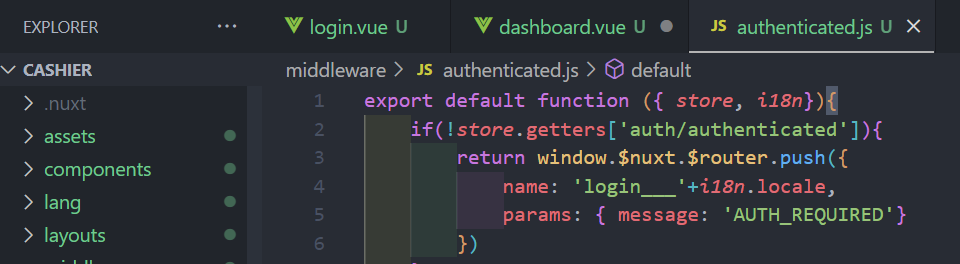 EXPLORER ...
login.vue U
dashboard.vue
JS authenticated.js U
CASHIER
middleware > JS authenticated.js > default
.nuxt
assets
components
lang
layouts
1 export default function ({ store, i18n}){
2 if(!store.getters['auth/authenticated']){
3 return window.$nuxt.$router.push({
4 name: 'login___'+i18n.locale,
5 params: { message: 'AUTH_REQUIRED'}
6 })